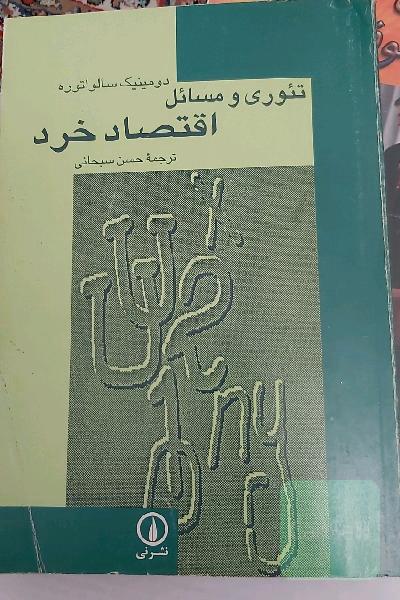 دومینیک سالواتوره
تئوری و مسائل
اقتصاد خرد
ترجمهٔ حسن سبحانی
نشر نی